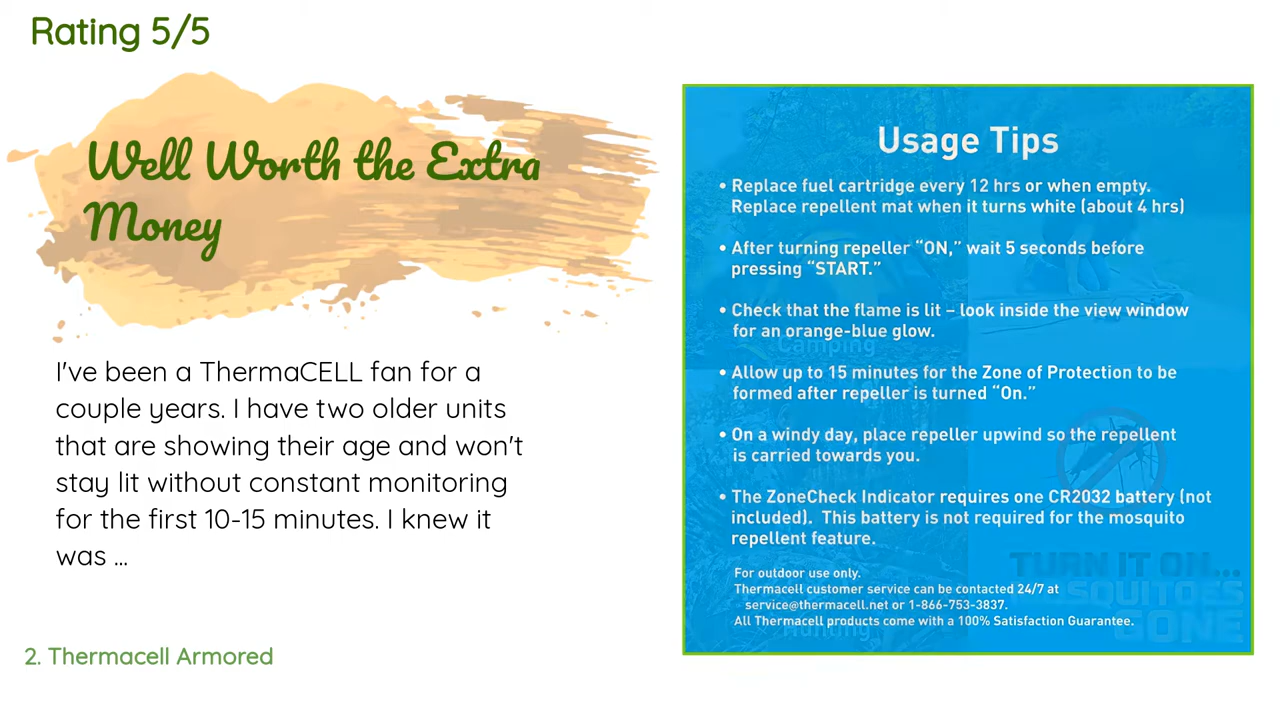 Rating 5/5
Well Worth the Extra
Money
I've been a ThermaCELL fan for a
couple years. I have two older units
that are showing their age and won't
stay lit without constant monitoring
for the first 10-15 minutes. I knew it
was ...
2. Thermacell Armored
Usage Tips
• Replace fuel cartridge every 12 hrs or when empty.
Replace repellent mat when it turns white (about 4 hrs)
• After turning repeller “ON,” wait 5 seconds before
pressing “START.”
• Check that the flame is lit – look inside the view window
for an orange-blue glow.
Camping
• Allow up to 15 minutes for the Zone of Protection to be
formed after repeller is turned “On.”
• On a windy day, place repeller upwind so the repellent
is carried towards you.
• The ZoneCheck Indicator requires one CR2032 battery (not
included). This battery is not required for the mosquito
repellent feature.
TURN IT ON...
MOSQUITOES
GONE
For outdoor use only.
Thermacell customer service can be contacted 24/7 at
service@thermacell.net or 1-866-753-3837.
All Thermacell products come with a 100% Satisfaction Guarantee.
Hunting